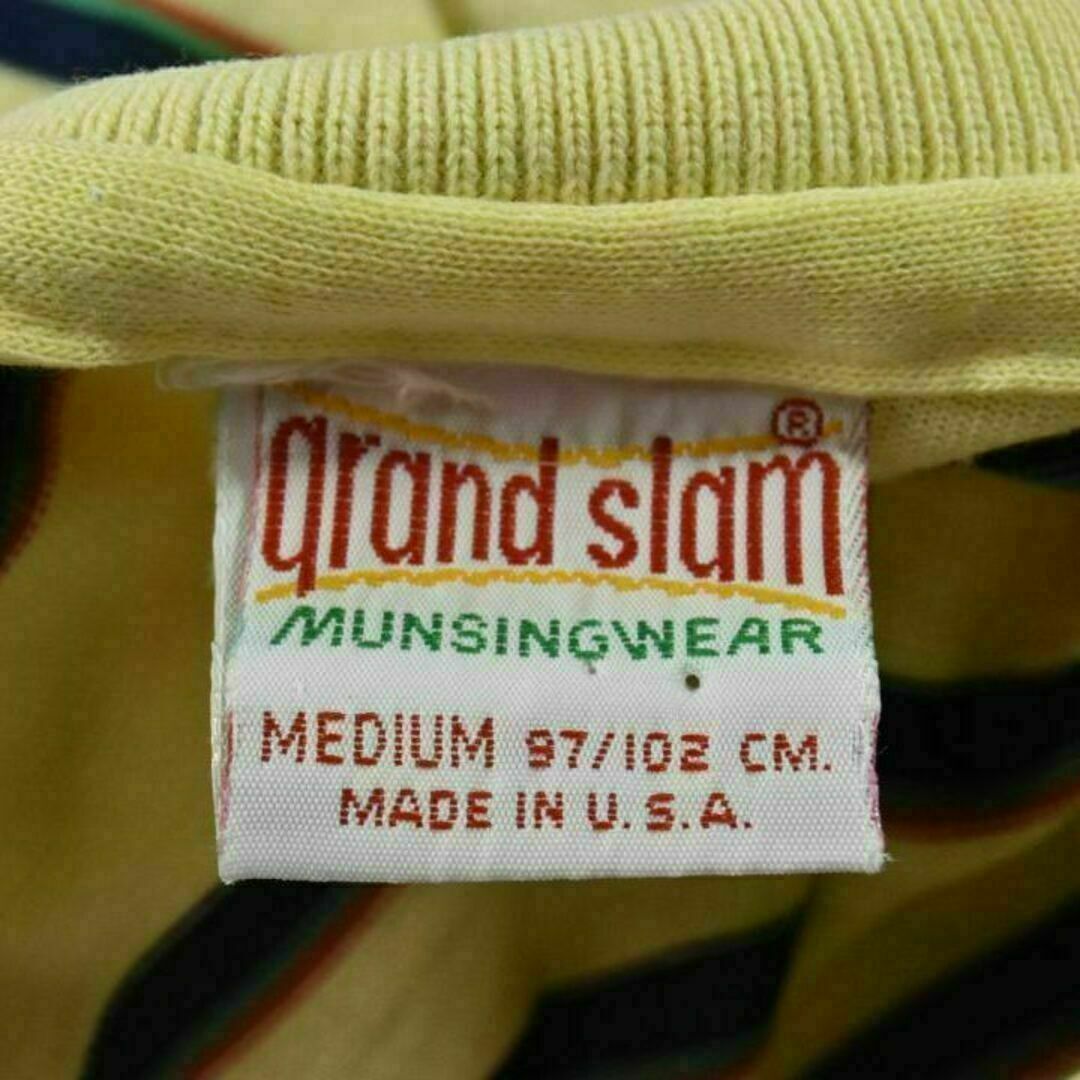 grand slam ®
MUNSINGWEAR
MEDIUM 97/102 CM.
MADE IN U.S.A.